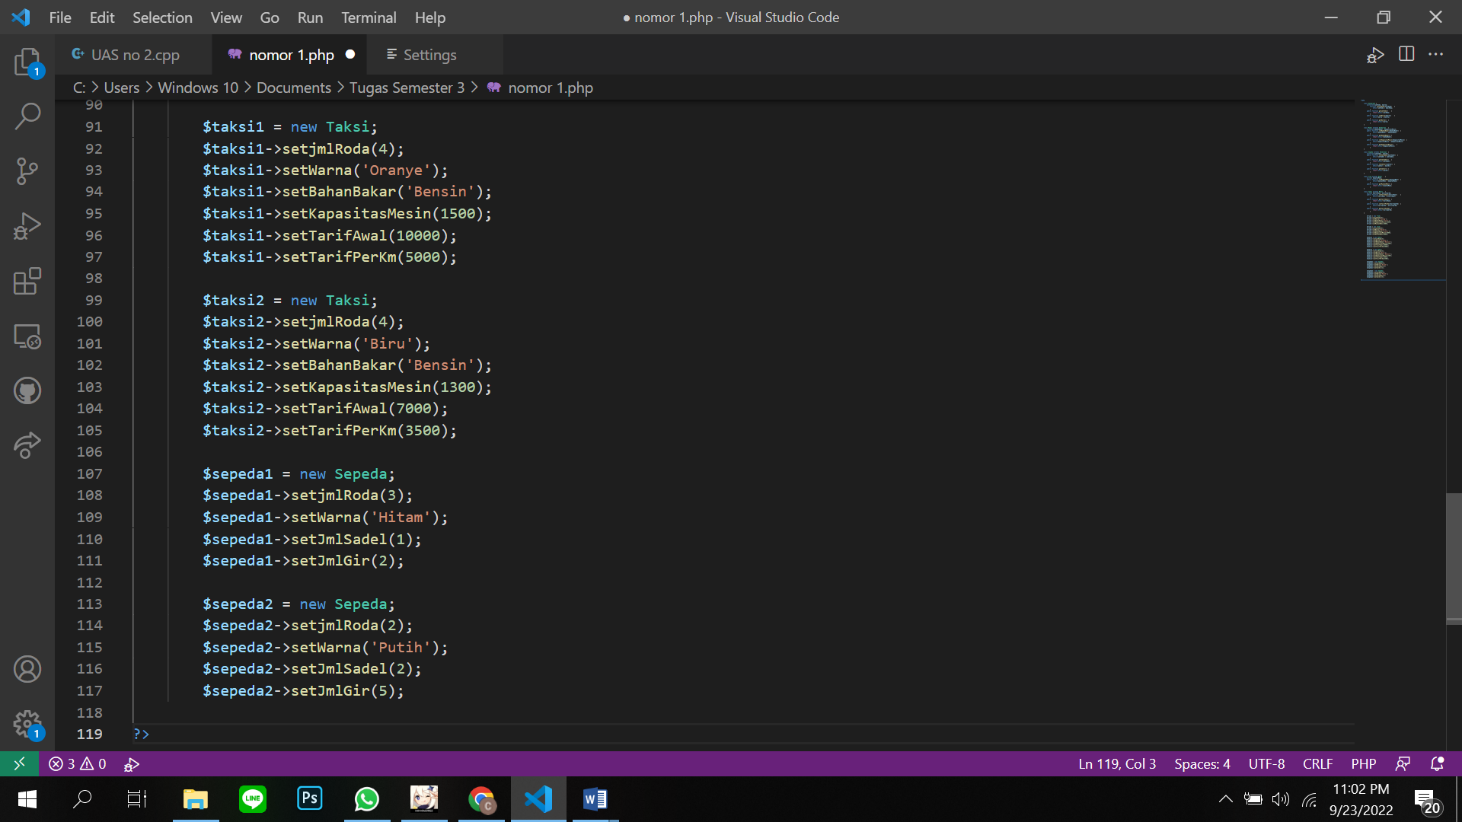 File Edit Selection View Go Run Terminal Help
● nomor 1.php - Visual Studio Code
UAS no 2.cpp
nomor 1.php ●
Settings
C: > Users > Windows 10 > Documents > Tugas Semester 3 > nomor 1.php
90
91 $taksi1 = new Taksi;
92 $taksi1->setjmlRoda(4);
93 $taksi1->setWarna('Oranye');
94 $taksi1->setBahanBakar('Bensin');
95 $taksi1->setKapasitasMesin(1500);
96 $taksi1->setTarifAwal(10000);
97 $taksi1->setTarifPerKm(5000);
98
99 $taksi2 = new Taksi;
100 $taksi2->setjmlRoda(4);
101 $taksi2->setWarna('Biru');
102 $taksi2->setBahanBakar('Bensin');
103 $taksi2->setKapasitasMesin(1300);
104 $taksi2->setTarifAwal(7000);
105 $taksi2->setTarifPerKm(3500);
106
107 $sepeda1 = new Sepeda;
108 $sepeda1->setjmlRoda(3);
109 $sepeda1->setWarna('Hitam');
110 $sepeda1->setJmlSadel(1);
111 $sepeda1->setJmlGir(2);
112
113 $sepeda2 = new Sepeda;
114 $sepeda2->setjmlRoda(2);
115 $sepeda2->setWarna('Putih');
116 $sepeda2->setJmlSadel(2);
117 $sepeda2->setJmlGir(5);
118
119 ?>
1
1
3 0
Ln 119, Col 3 Spaces: 4 UTF-8 CRLF PHP
LINE
Ps
C
W
11:02 PM
9/23/2022
20